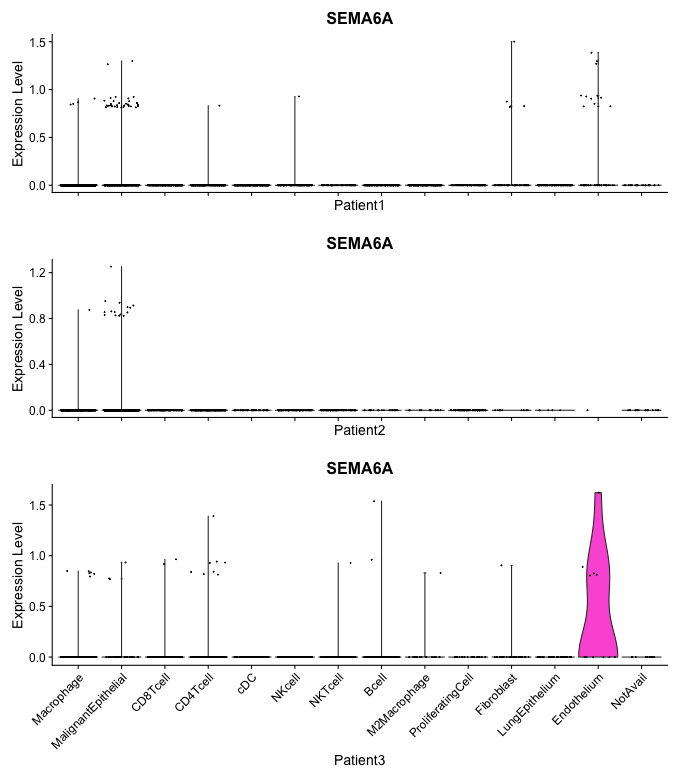 SEMA6A
Expression Level
1.5
1.0
0.5
0.0
Patient1
SEMA6A
Expression Level
1.2
0.8
0.4
0.0
Patient2
SEMA6A
Expression Level
1.5
1.0
0.5
0.0
Macrophage
MalignantEpithelial
CD8Tcell
CD4Tcell
cDC
NKcell
NKTcell
Bcell
M2Macrophage
ProliferatingCell
Fibroblast
LungEpithelium
Endothelium
NotAvail
Patient3